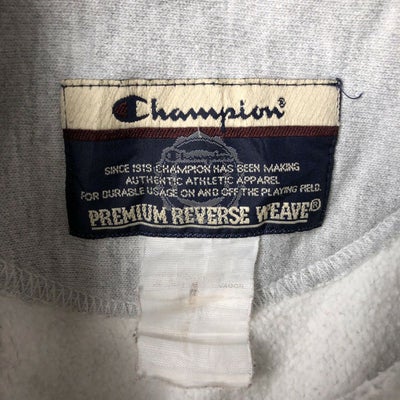 Champion®
SINCE 1919 CHAMPION HAS BEEN MAKING
AUTHENTIC ATHLETIC APPAREL
FOR DURABLE USAGE ON AND OFF THE PLAYING FIELD.
PREMIUM REVERSE WEAVE®